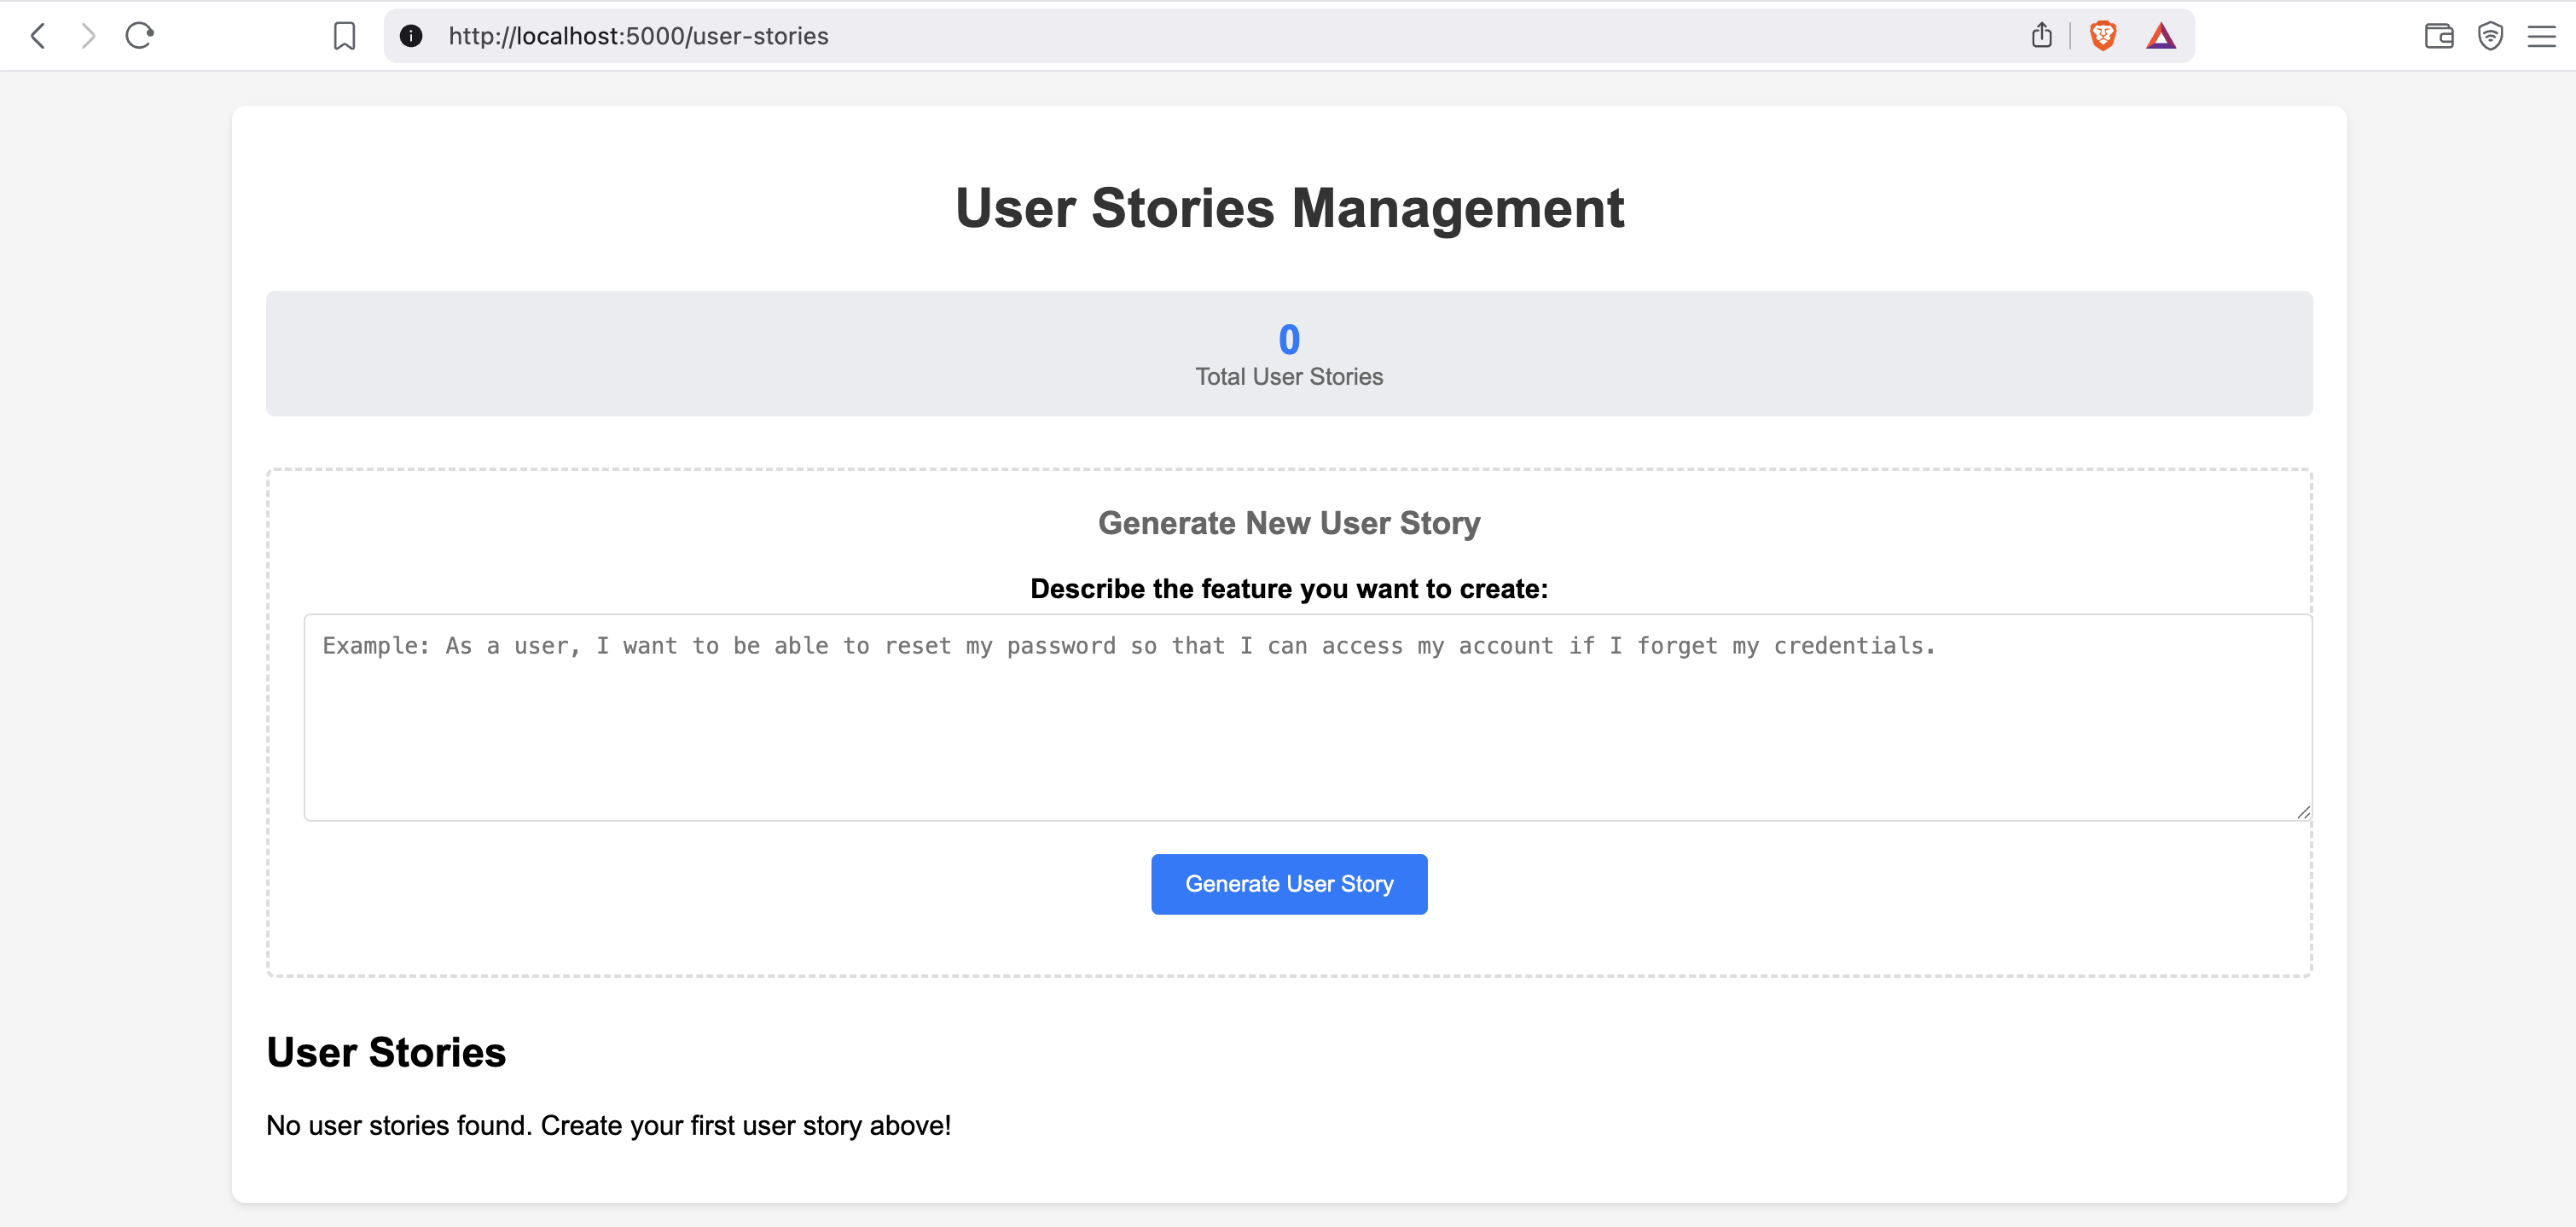 http://localhost:5000/user-stories
User Stories Management
0
Total User Stories
Generate New User Story
Describe the feature you want to create:
Example: As a user, I want to be able to reset my password so that I can access my account if I forget my credentials.
Generate User Story
User Stories
No user stories found. Create your first user story above!